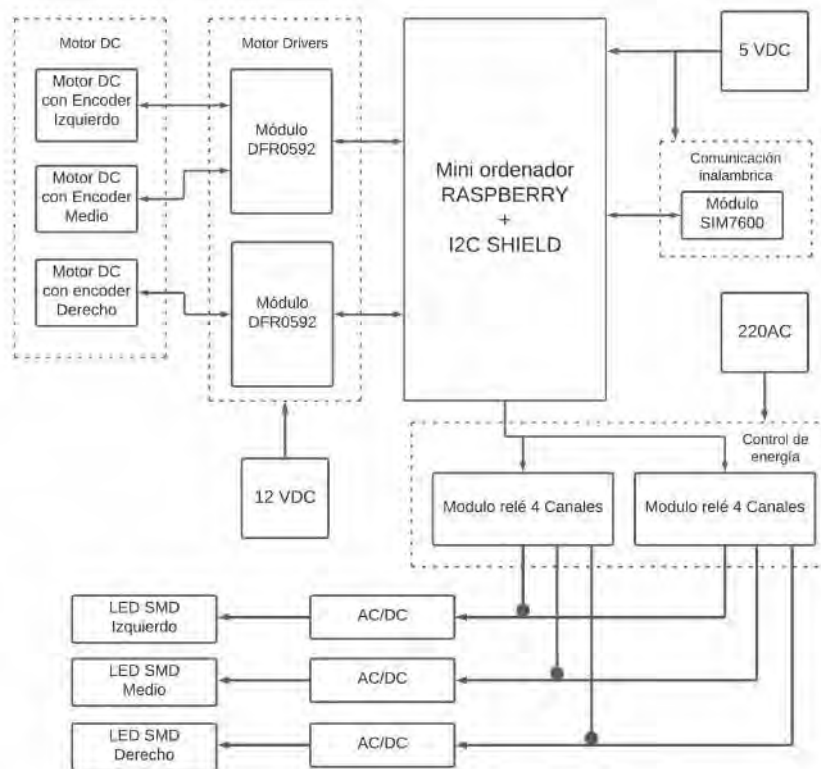 Motor DC
Motor DC
con Encoder
Izquierdo
Motor DC
con Encoder
Medio
Motor DC
con encoder
Derecho
Motor Drivers
Módulo
DFR0592
Módulo
DFR0592
12 VDC
Mini ordenador
RASPBERRY
+
I2C SHIELD
5 VDC
Comunicación
inalambrica
Módulo
SIM7600
220AC
Control de
energía
Modulo relé 4 Canales
Modulo relé 4 Canales
LED SMD
Izquierdo
AC/DC
LED SMD
Medio
AC/DC
LED SMD
Derecho
AC/DC